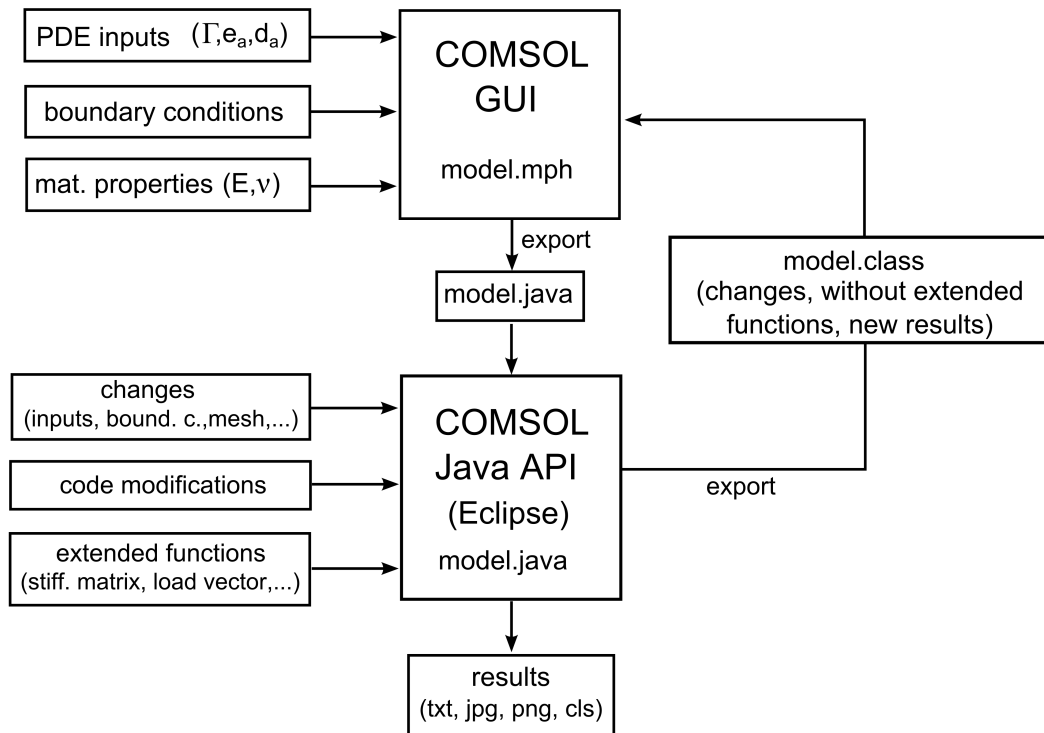 PDE inputs (Γ,eₐ,dₐ)
boundary conditions
mat. properties (E,ν)
COMSOL
GUI
model.mph
export
model.java
model.class
(changes, without extended
functions, new results)
changes
(inputs, bound. c.,mesh,...)
code modifications
extended functions
(stiff. matrix, load vector,...)
COMSOL
Java API
(Eclipse)
model.java
export
results
(txt, jpg, png, cls)